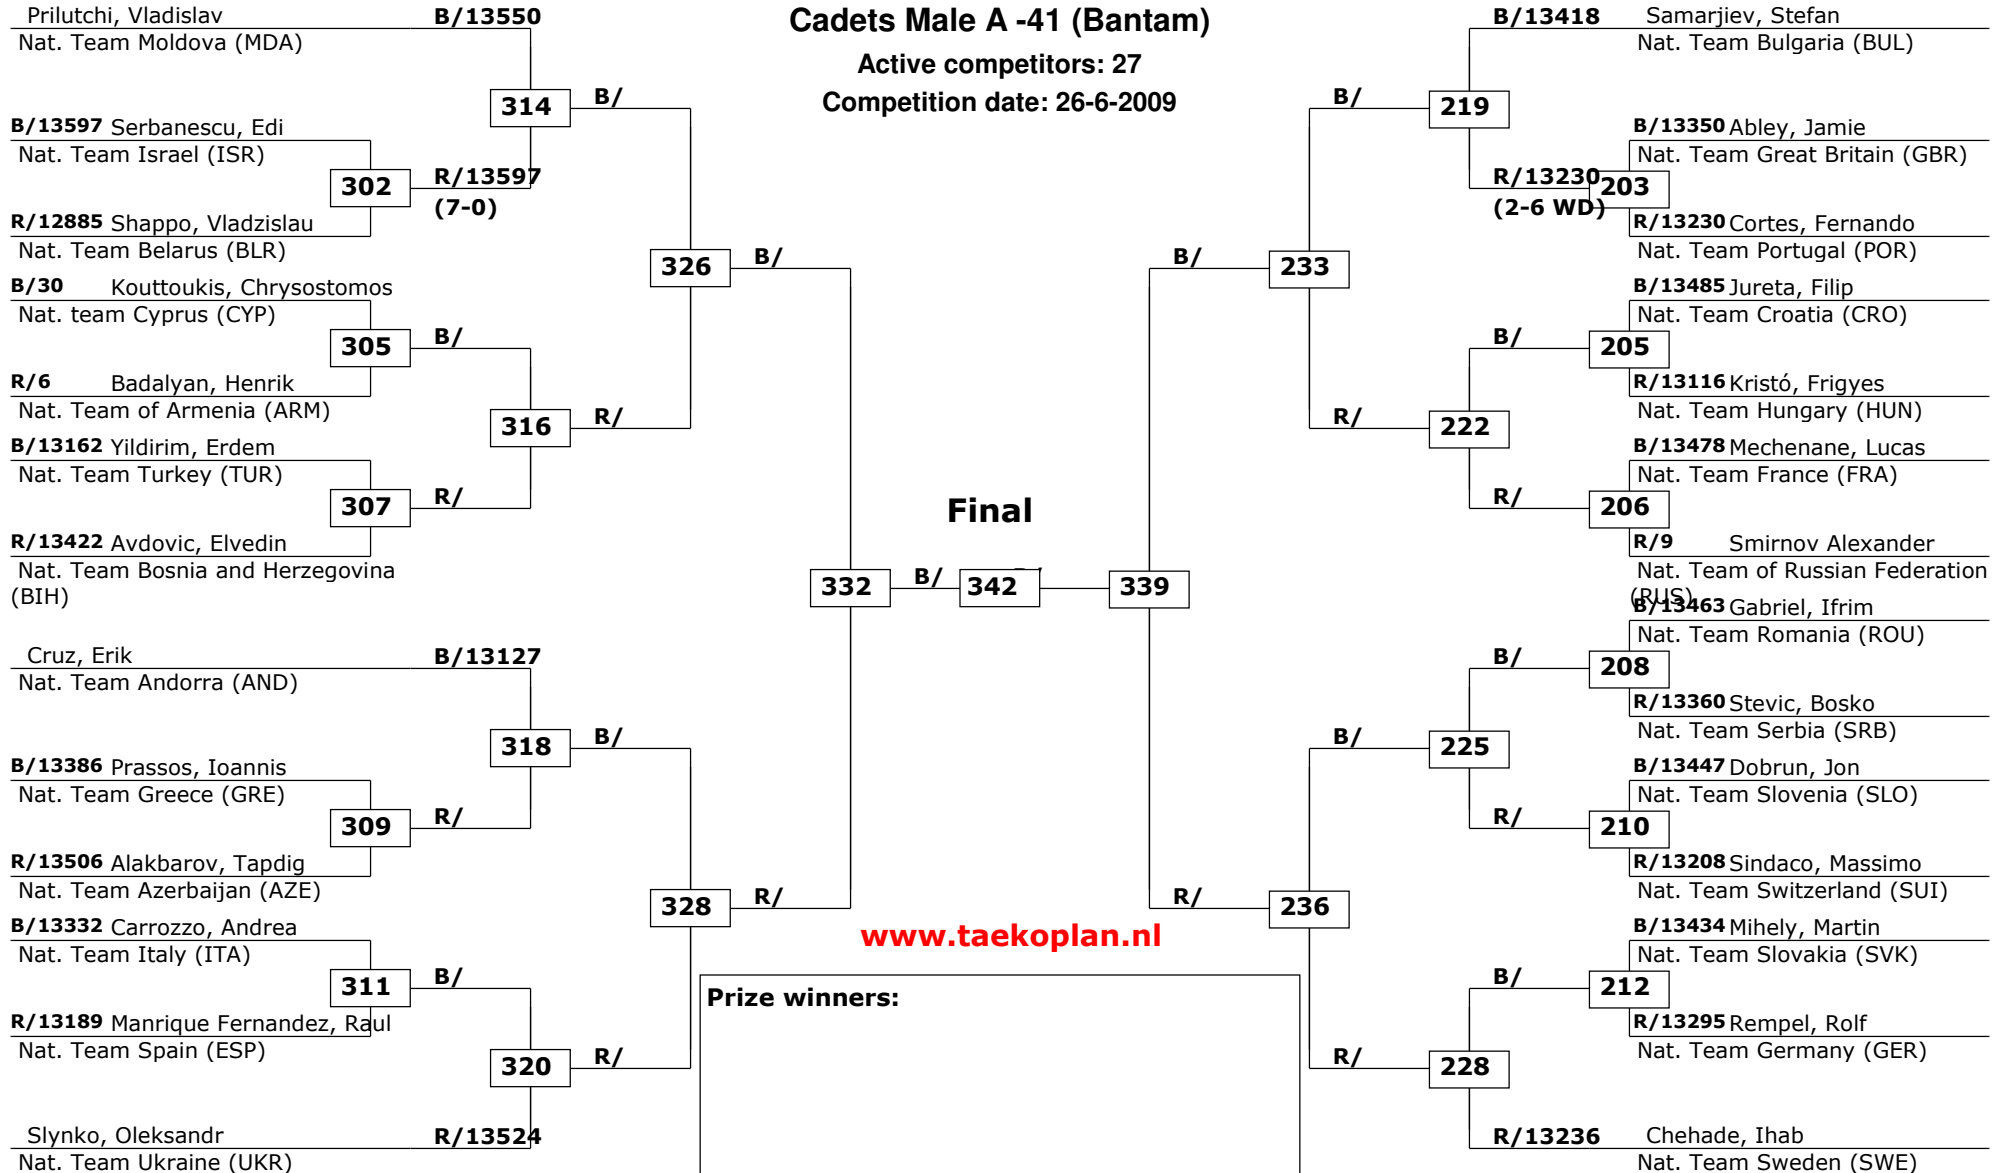 Cadets Male A -41 (Bantam)
Active competitors: 27
Competition date: 26-6-2009
Prilutchi, Vladislav
B/13550
Nat. Team Moldova (MDA)
314
B/
B/13597 Serbanescu, Edi
Nat. Team Israel (ISR)
302
R/13597
(7-0)
R/12885 Shappo, Vladzislau
Nat. Team Belarus (BLR)
326
B/
B/30 Kouttoukis, Chrysostomos
Nat. team Cyprus (CYP)
305
B/
R/6 Badalyan, Henrik
Nat. Team of Armenia (ARM)
316
R/
B/13162 Yildirim, Erdem
Nat. Team Turkey (TUR)
307
R/
R/13422 Avdovic, Elvedin
Nat. Team Bosnia and Herzegovina
(BIH)
Final
332
B/
342
339
Cruz, Erik
B/13127
Nat. Team Andorra (AND)
318
B/
B/13386 Prassos, Ioannis
Nat. Team Greece (GRE)
309
R/
R/13506 Alakbarov, Tapdig
Nat. Team Azerbaijan (AZE)
328
R/
B/13332 Carrozzo, Andrea
Nat. Team Italy (ITA)
311
B/
R/13189 Manrique Fernandez, Raul
Nat. Team Spain (ESP)
320
R/
Slynko, Oleksandr
R/13524
Nat. Team Ukraine (UKR)
B/13418
Samarjiev, Stefan
Nat. Team Bulgaria (BUL)
B/
219
B/13350 Abley, Jamie
Nat. Team Great Britain (GBR)
R/13230
(2-6 WD)
203
R/13230 Cortes, Fernando
Nat. Team Portugal (POR)
B/
233
B/13485 Jureta, Filip
Nat. Team Croatia (CRO)
B/
205
R/13116 Kristó, Frigyes
Nat. Team Hungary (HUN)
R/
222
B/13478 Mechenane, Lucas
Nat. Team France (FRA)
R/
206
R/9 Smirnov Alexander
Nat. Team of Russian Federation
(RUS)
B/13463 Gabriel, Ifrim
Nat. Team Romania (ROU)
B/
208
R/13360 Stevic, Bosko
Nat. Team Serbia (SRB)
B/
225
B/13447 Dobrun, Jon
Nat. Team Slovenia (SLO)
R/
210
R/13208 Sindaco, Massimo
Nat. Team Switzerland (SUI)
R/
236
B/13434 Mihely, Martin
Nat. Team Slovakia (SVK)
B/
212
R/13295 Rempel, Rolf
Nat. Team Germany (GER)
R/
228
R/13236
Chehade, Ihab
Nat. Team Sweden (SWE)
www.taekoplan.nl
Prize winners: